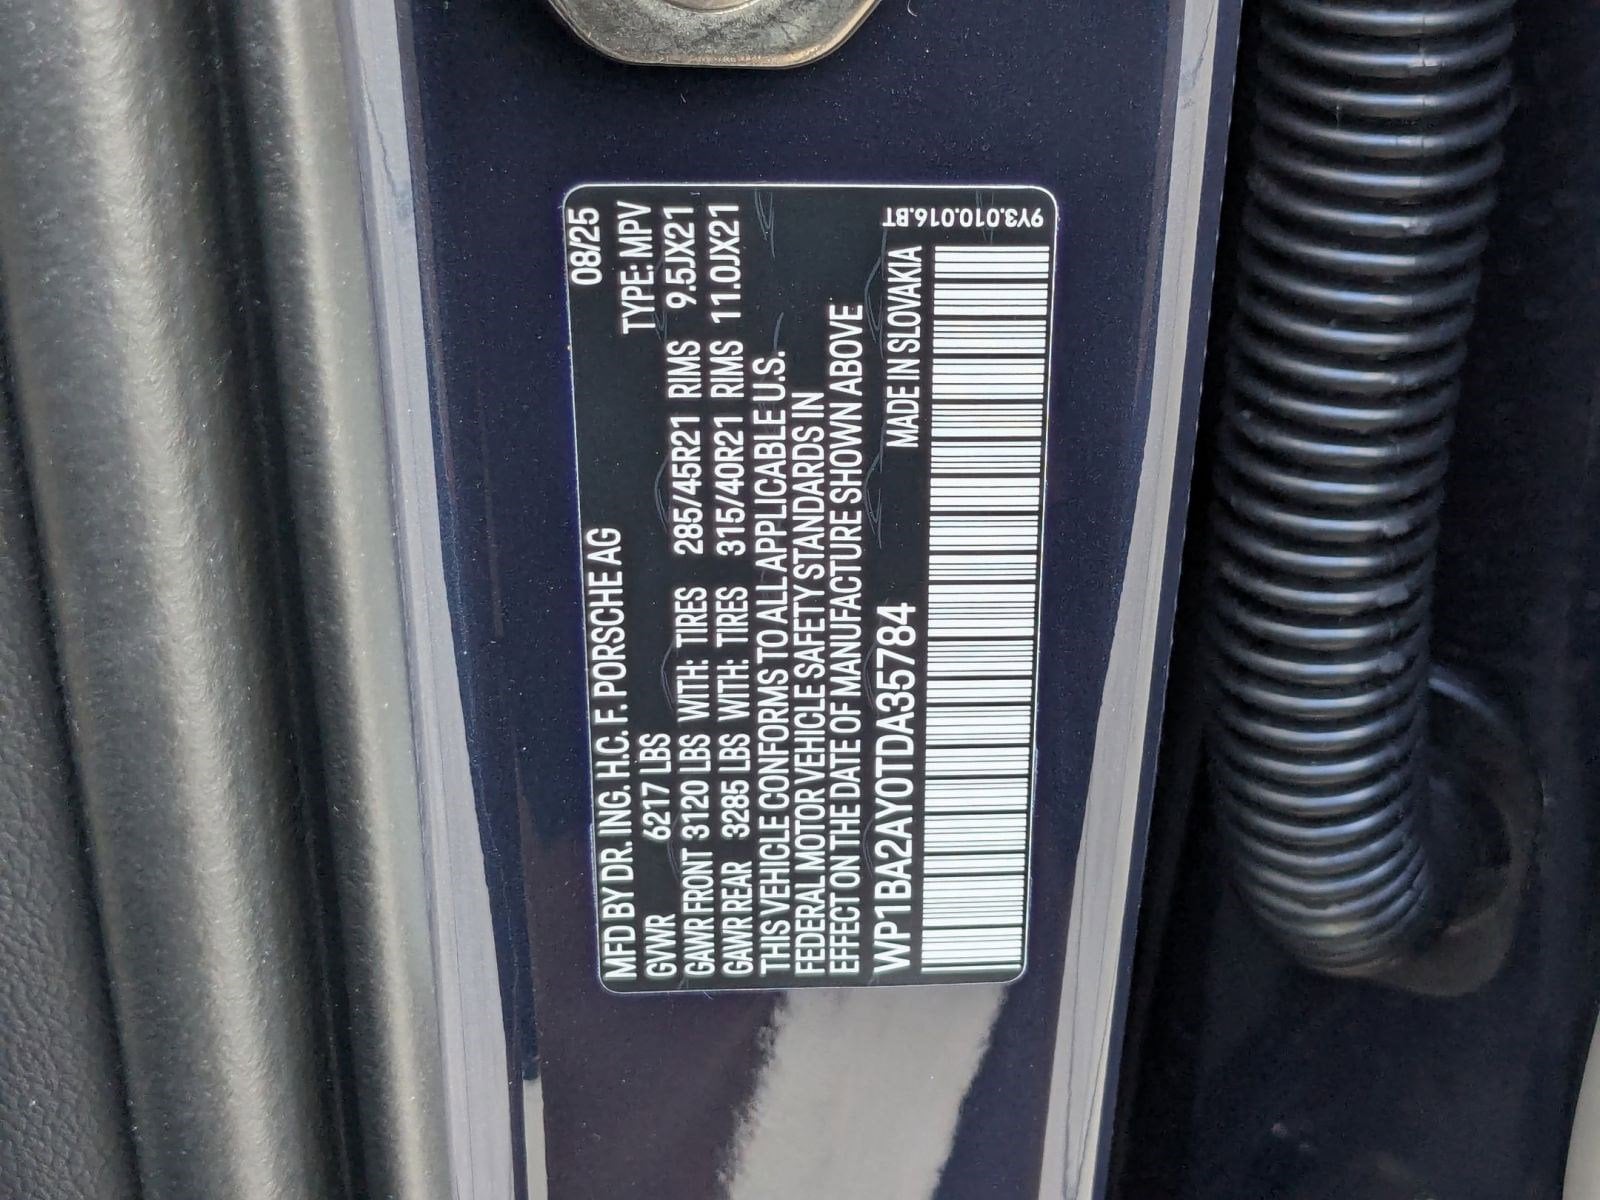 MFD BY DR. ING. H.C. F. PORSCHE AG 08/25
GVWR 6217 LBS TYPE: MPV
GAWR FRONT 3120 LBS WITH: TIRES 285/45R21 RIMS 9.5JX21
GAWR REAR 3285 LBS WITH: TIRES 315/40R21 RIMS 11.0JX21
THIS VEHICLE CONFORMS TO ALL APPLICABLE U.S.
FEDERAL MOTOR VEHICLE SAFETY STANDARDS IN
EFFECT ON THE DATE OF MANUFACTURE SHOWN ABOVE
WP1BA2AY0TDA35784 MADE IN SLOVAKIA
9Y3.010.016.BT